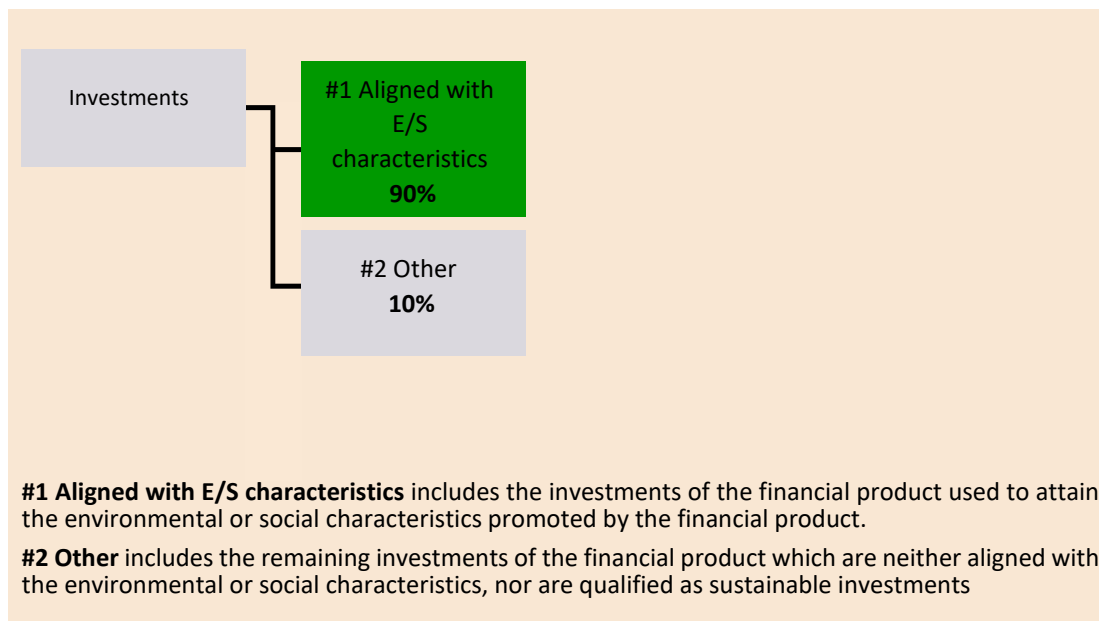 Investments
#1 Aligned with
E/S
characteristics
90%
#2 Other
10%
#1 Aligned with E/S characteristics includes the investments of the financial product used to attain
the environmental or social characteristics promoted by the financial product.
#2 Other includes the remaining investments of the financial product which are neither aligned with
the environmental or social characteristics, nor are qualified as sustainable investments